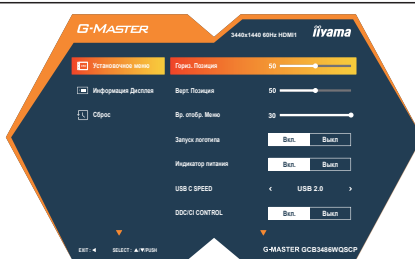 G-MASTER
3440x1440 60Hz HDMI1
iiyama
Установочное меню
Гориз. Позиция 50
Информация Дисплея
Верт. Позиция 50
Сброс
Вр. отобр. Меню 30
Запуск логотипа Вкл. Выкл
Индикатор питания Вкл. Выкл
USB C SPEED < USB 2.0 >
DDC/CI CONTROL Вкл. Выкл
EXIT : ◄ SELECT : ▲/▼/PUSH
G-MASTER GCB3486WQSCP